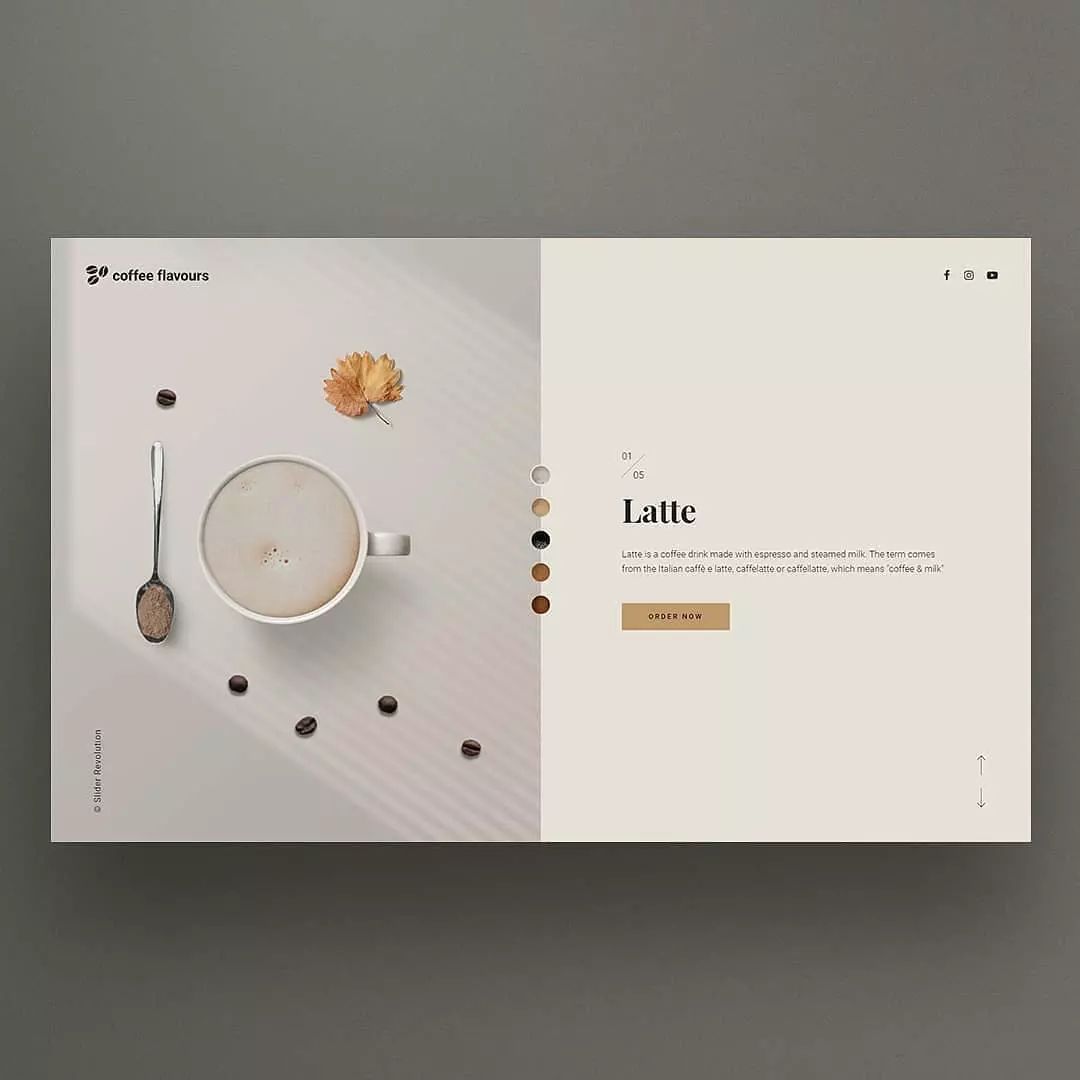 coffee flavours
01
05
Latte
Latte is a coffee drink made with espresso and steamed milk. The term comes
from the Italian caffè e latte, caffelatte or caffellatte, which means "coffee & milk"
ORDER NOW
© Slider Revolution